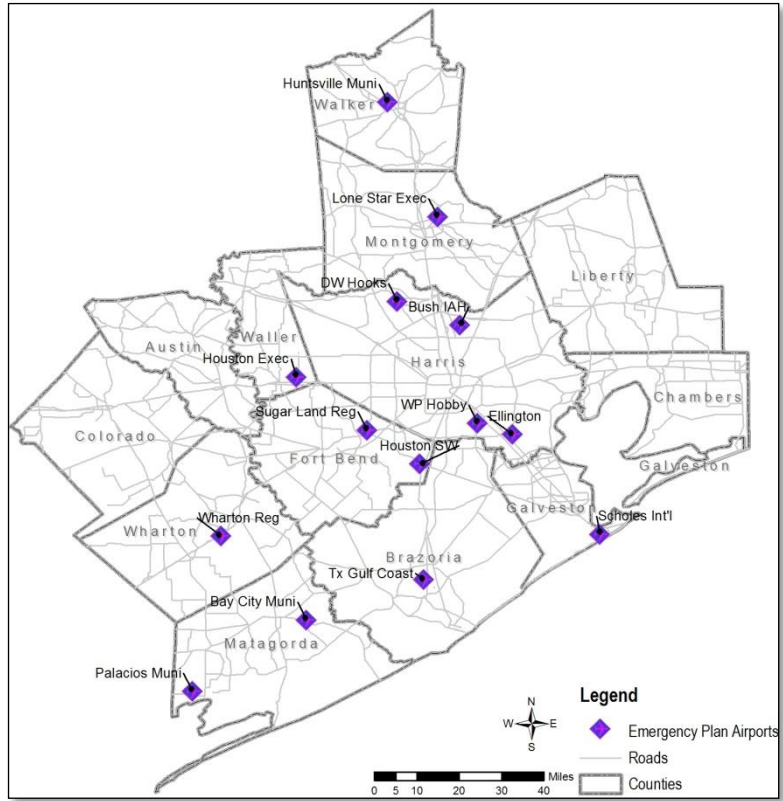 Huntsville Muni
Walker
Lone Star Exec
Montgomery
Liberty
DW Hooks
Bush IAH
Waller
Austin
Harris
Houston Exec
Chambers
Sugar Land Reg
WP Hobby
Ellington
Colorado
Houston SW
Fort Bend
Galveston
Galveston
Scholes Int'l
Wharton Reg
Wharton
Brazoria
Tx Gulf Coast
Bay City Muni
Matagorda
Palacios Muni
N
W E
S
Legend
Emergency Plan Airports
Roads
Counties
Miles
0 5 10 20 30 40